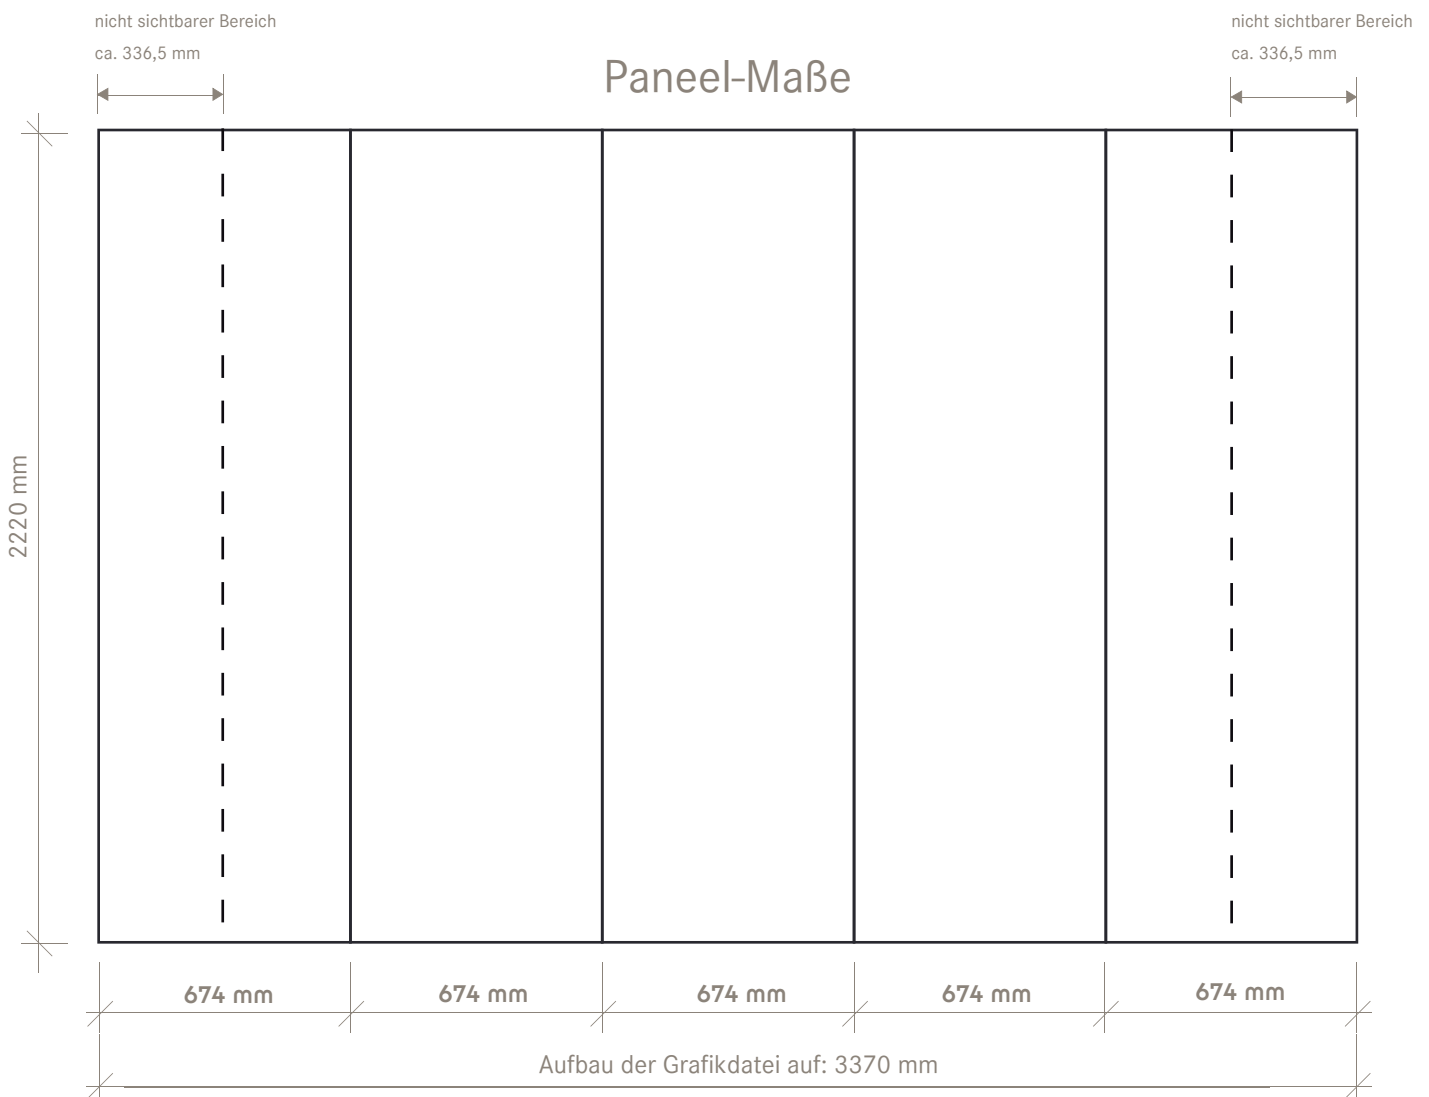 nicht sichtbarer Bereich
ca. 336,5 mm
nicht sichtbarer Bereich
ca. 336,5 mm
Paneel-Maße
2220 mm
674 mm
674 mm
674 mm
674 mm
674 mm
Aufbau der Grafikdatei auf: 3370 mm